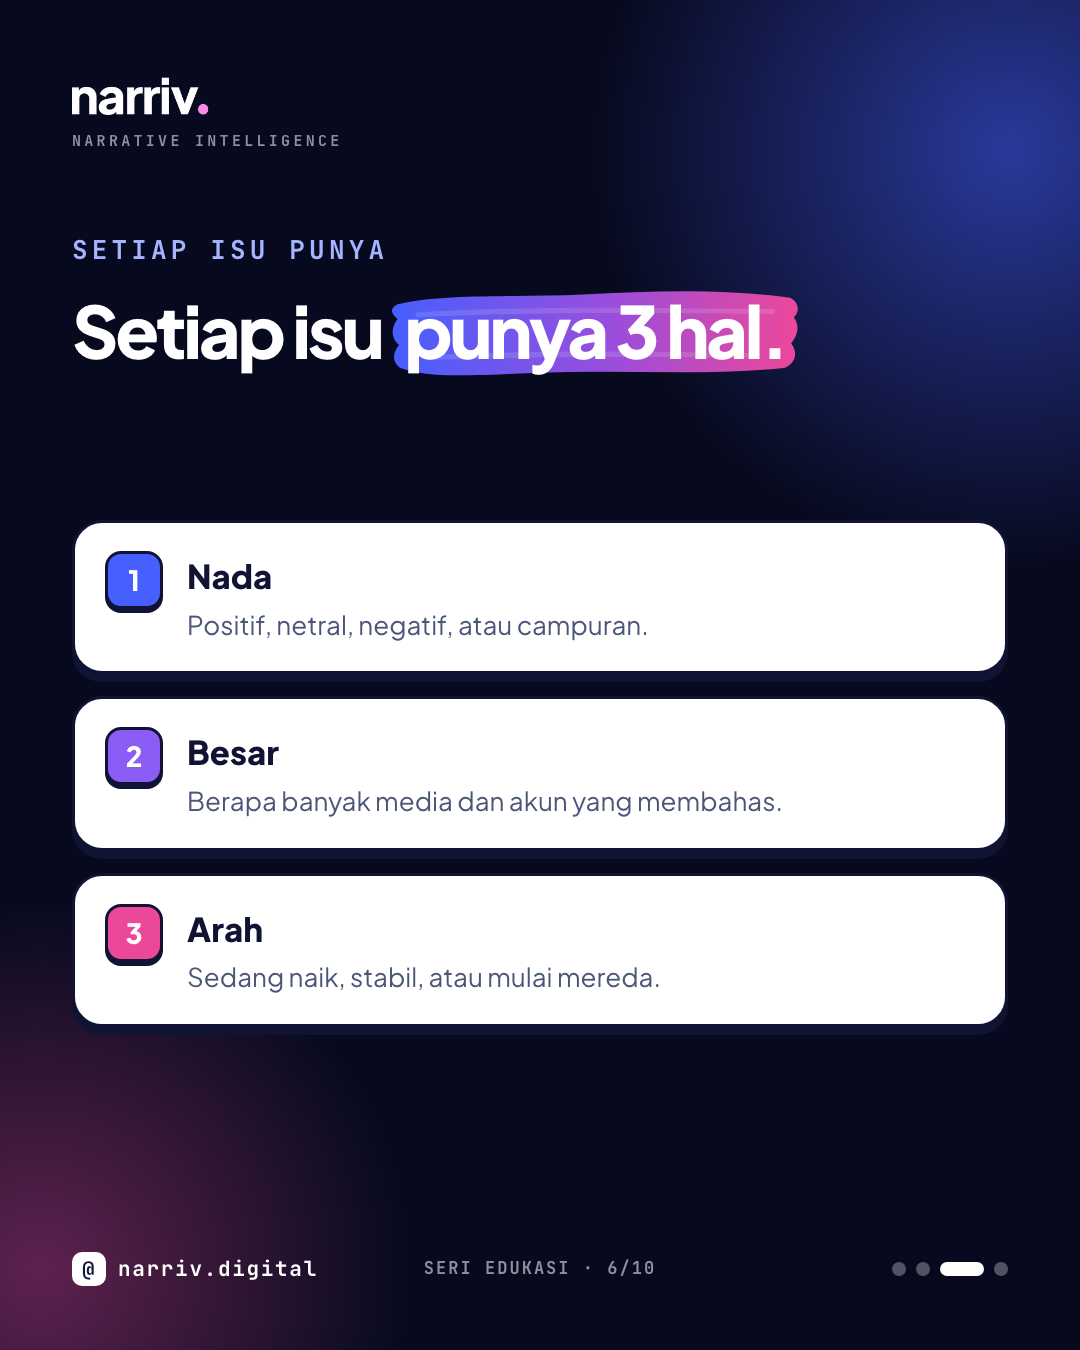 narriv.
NARRATIVE INTELLIGENCE
SETIAP ISU PUNYA
Setiap isu punya 3 hal.
1
Nada
Positif, netral, negatif, atau campuran.
2
Besar
Berapa banyak media dan akun yang membahas.
3
Arah
Sedang naik, stabil, atau mulai mereda.
@ narriv.digital
SERI EDUKASI · 6/10